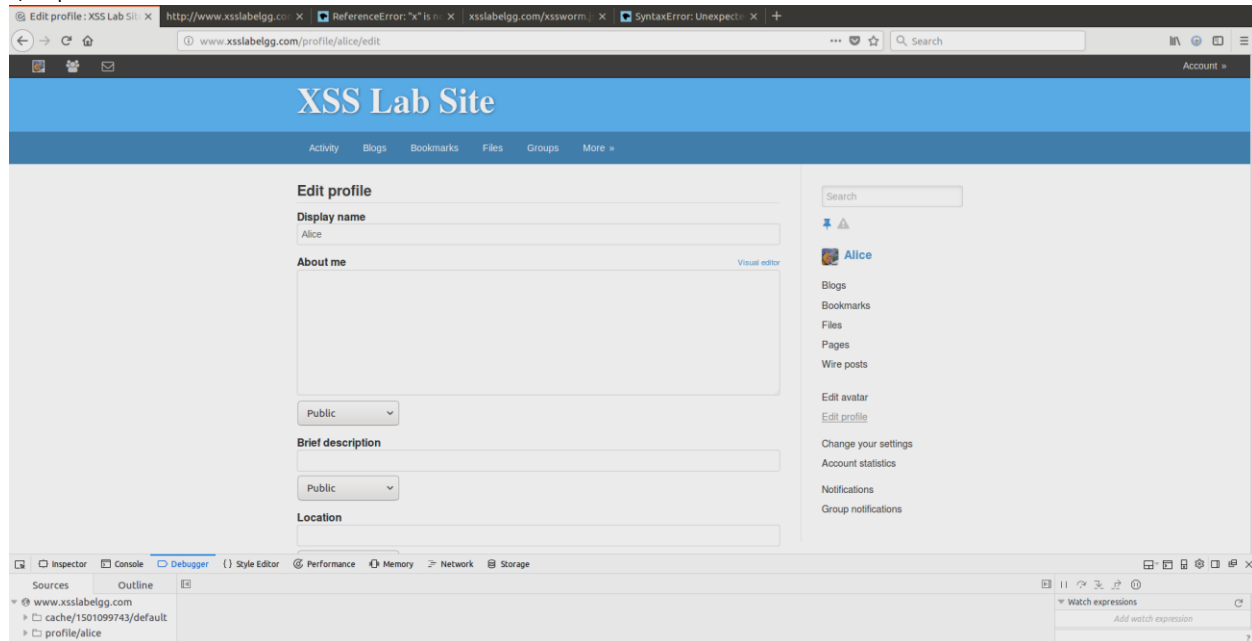 Edit profile : XSS Lab Sit
http://www.xsslabelgg.co
ReferenceError: "x" is n
xsslabelgg.com/xssworm.j
SyntaxError: Unexpecte
www.xsslabelgg.com/profile/alice/edit
Search
Account »
XSS Lab Site
Activity Blogs Bookmarks Files Groups More »
Edit profile
Display name
Alice
About me Visual editor
Public
Brief description
Public
Location
Search
Alice
Blogs
Bookmarks
Files
Pages
Wire posts
Edit avatar
Edit profile
Change your settings
Account statistics
Notifications
Group notifications
Inspector Console Debugger {} Style Editor Performance Memory Network Storage
Sources Outline
www.xsslabelgg.com
cache/1501099743/default
profile/alice
Watch expressions
Add watch expression